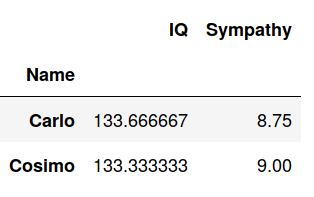 IQ Sympathy
Name
Carlo 133.666667 8.75
Cosimo 133.333333 9.00